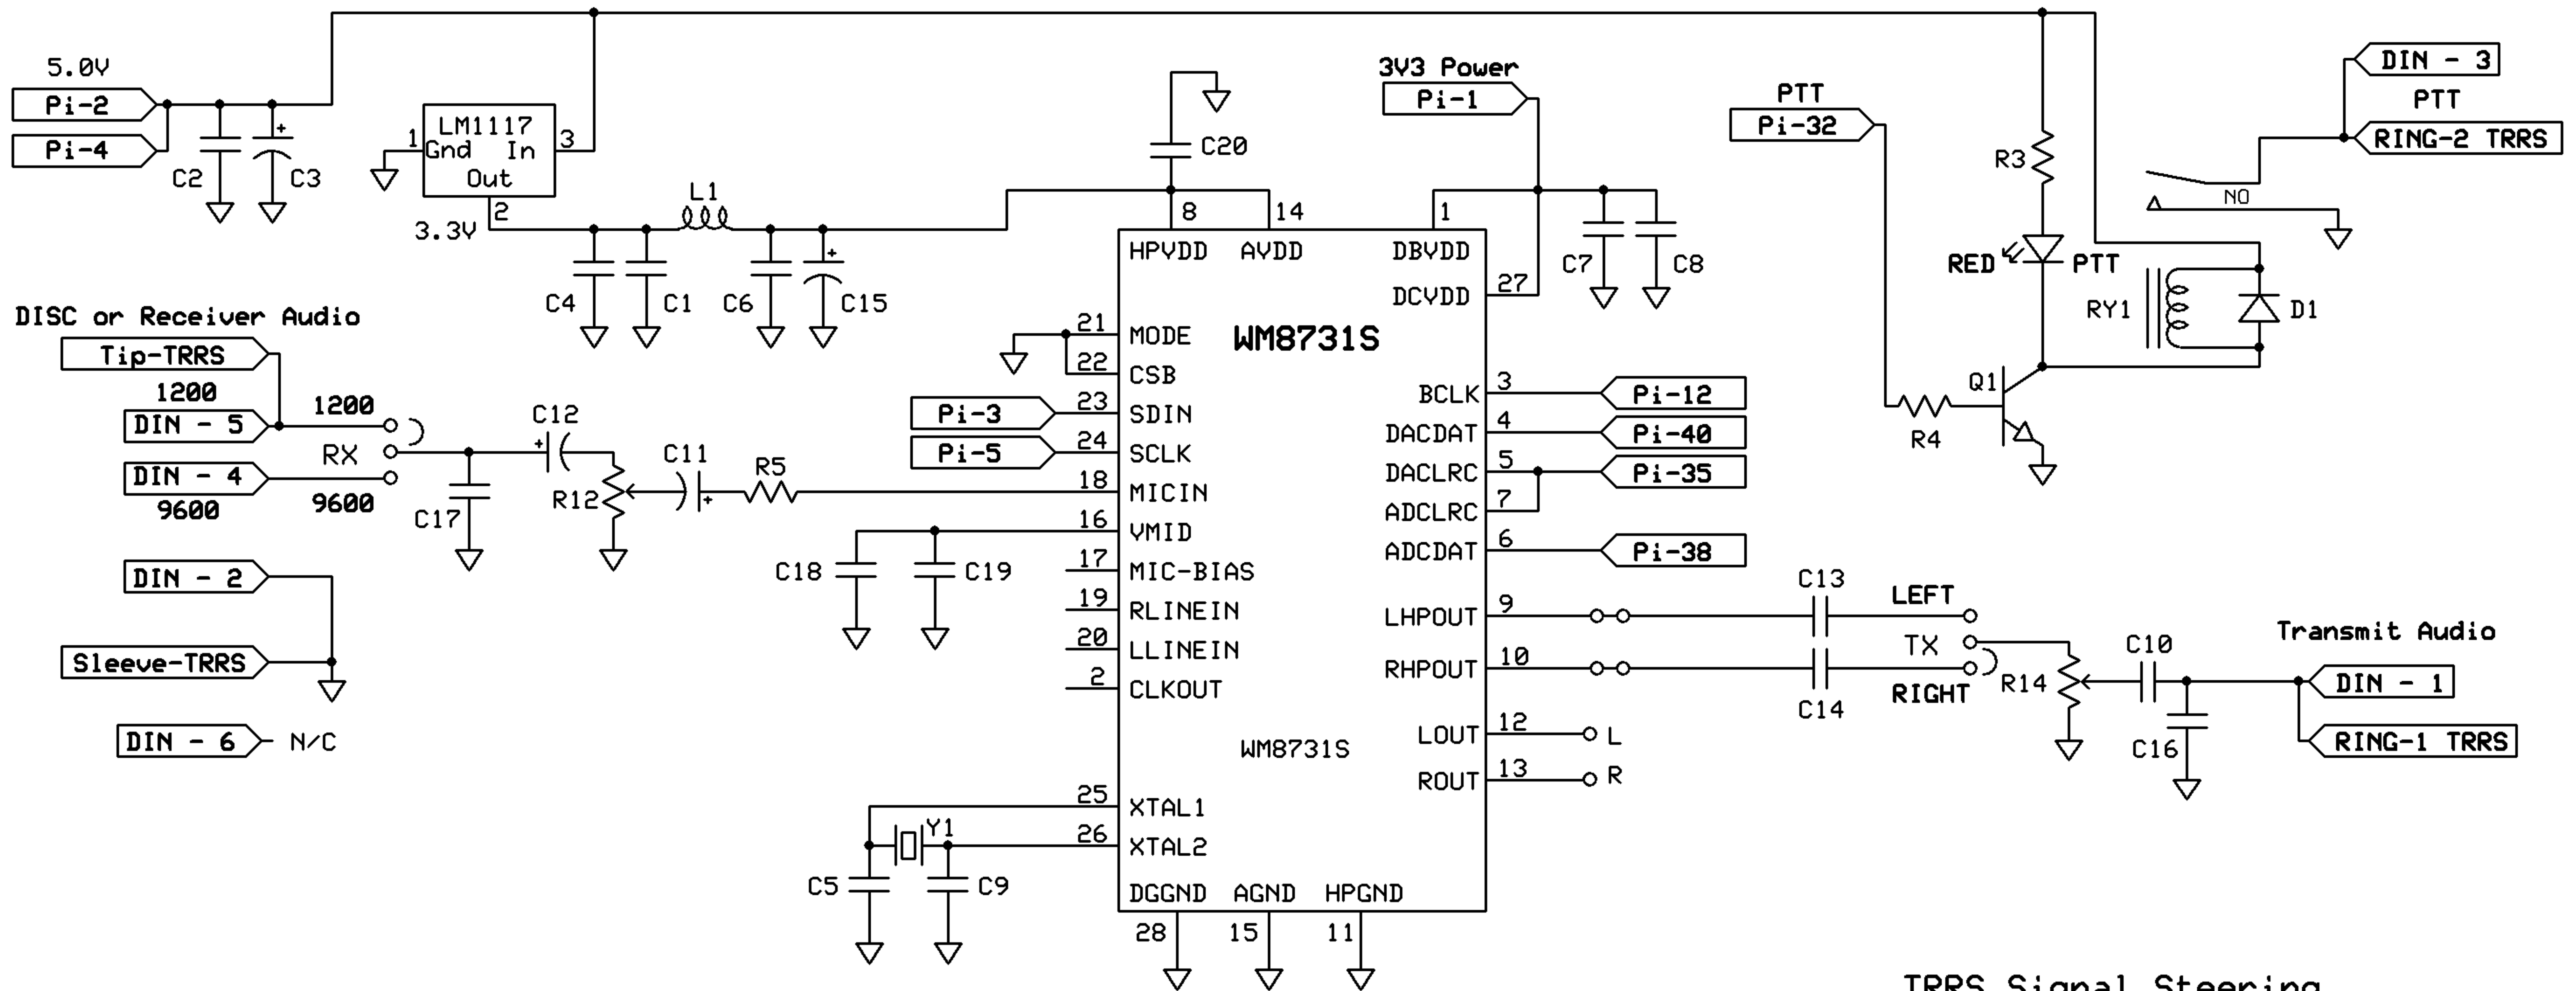 5.0V
Pi-2
Pi-4
C2
C3
LM1117
1
Gnd
In
3
Out
2
3.3V
L1
C4
C1
C6
C15
C20
3V3 Power
Pi-1
PTT
Pi-32
R3
RED
PTT
R4
Q1
RY1
D1
NO
DIN - 3
PTT
RING-2 TRRS
8
14
1
HPVDD
AVDD
DBVDD
DCVDD
27
C7
C8
WM8731S
21
MODE
22
CSB
Pi-3
23
SDIN
Pi-5
24
SCLK
18
MICIN
16
VMID
17
MIC-BIAS
19
RLINEIN
20
LLINEIN
2
CLKOUT
C18
C19
WM8731S
25
XTAL1
26
XTAL2
Y1
C5
C9
DGGND
AGND
HPGND
28
15
11
BCLK
3
Pi-12
DACDAT
4
Pi-40
DACLRC
5
Pi-35
ADCLRC
7
ADCDAT
6
Pi-38
LHPOUT
9
C13
LEFT
RHPOUT
10
C14
TX
RIGHT
LOUT
12
L
ROUT
13
R
R14
C10
C16
Transmit Audio
DIN - 1
RING-1 TRRS
DISC or Receiver Audio
Tip-TRRS
1200
DIN - 5
1200
RX
DIN - 4
9600
9600
C17
C12
R12
C11
R5
DIN - 2
Sleeve-TRRS
DIN - 6
N/C
TRRS Signal Steering